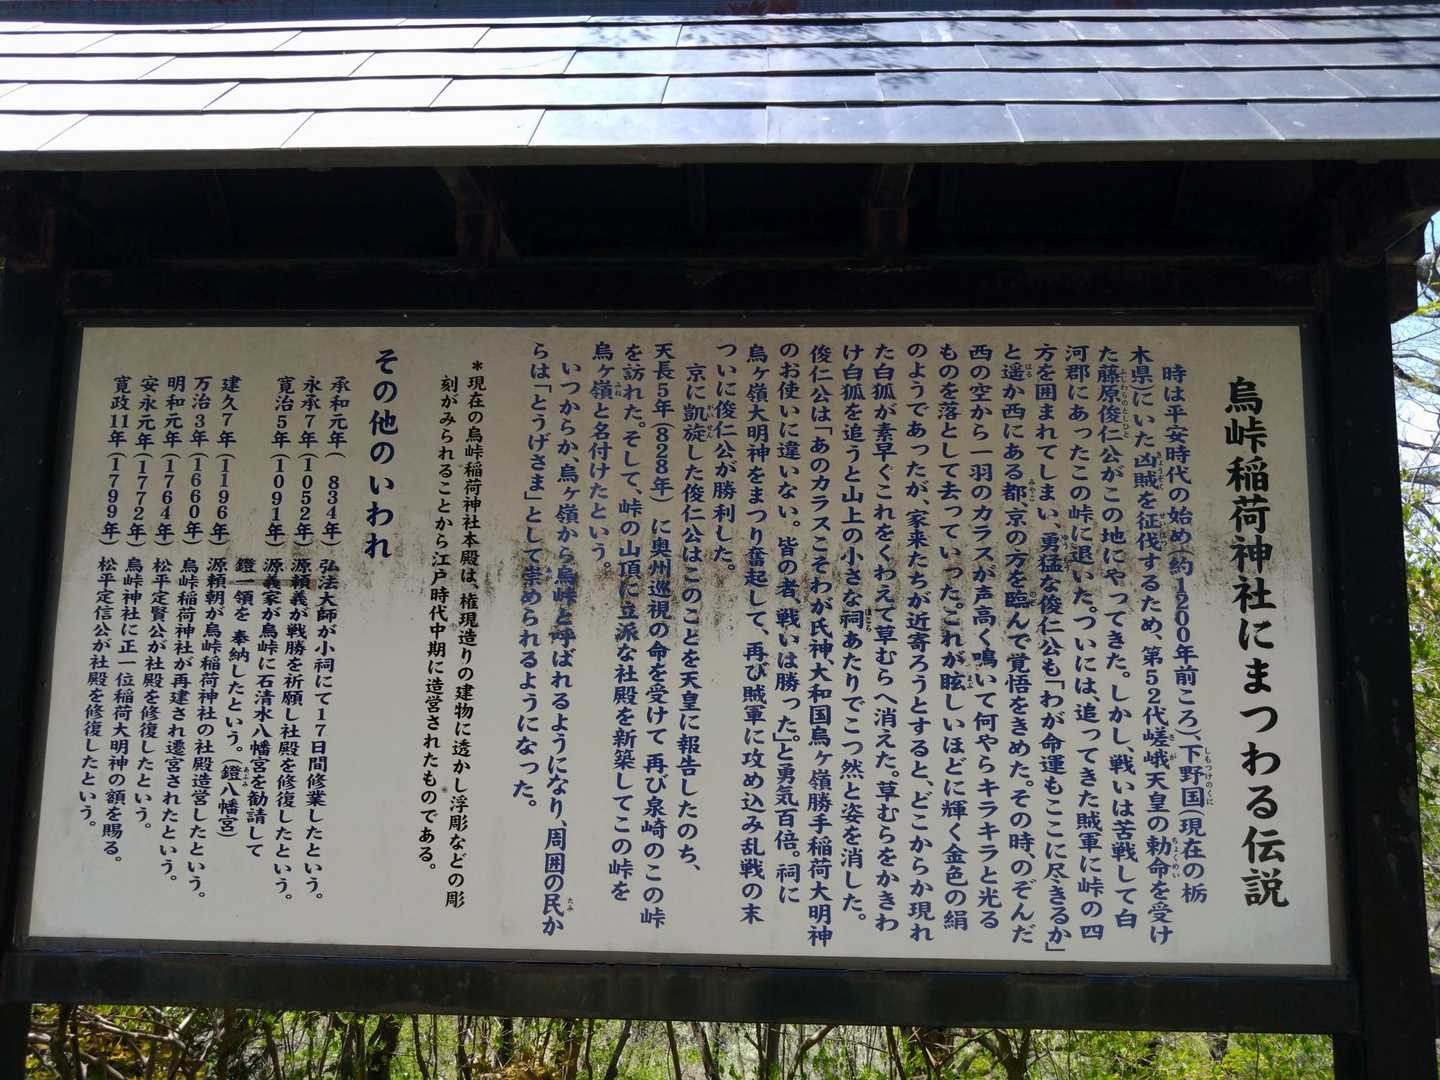 烏峠稲荷神社にまつわる伝説
時は平安時代の始め(約1200年前ころ)、下野国(現在の栃
木県)にいた凶賊を征伐するため、第52代嵯峨天皇の勅命を受け
た藤原俊仁公がこの地にやってきた。しかし、戦いは苦戦して白
河郡にあったこの峠に退いた。ついには、追ってきた賊軍に峠の四
方を囲まれてしまい、勇猛な俊仁公も「わが命運もここに尽きるか」
と遥か西にある都、京の方を臨んで覚悟をきめた。その時、のぞんだ
西の空から一羽のカラスが声高く鳴いて何やらキラキラと光る
ものを落として去っていった。これが眩しいほどに輝く金色の絹
のようであったが、家来たちが近寄ろうとすると、どこからか現れ
た白狐が素早ぐこれをくわえて草むらへ消えた。草むらをかきわ
け白狐を追うと山上の小さな祠あたりでこつ然と姿を消した。
俊仁公は「あのカラスこそわが氏神、大和国烏ヶ嶺勝手稲荷大明神
のお使いに違いない。皆の者、戦いは勝った」と勇気百倍。祠に
烏ヶ嶺大明神をまつり奮起して、再び賊軍に攻め込み乱戦の末
ついに俊仁公が勝利した。
京に凱旋した俊仁公はこのことを天皇に報告したのち、
天長5年(828年)に奥州巡視の命を受けて再び泉崎のこの峠
を訪れた。そして、峠の山頂に立派な社殿を新築してこの峠を
烏ヶ嶺と名付けたという。
いつからか、烏ヶ嶺から烏峠と呼ばれるようになり、周囲の民か
らは「とうげさま」として崇められるようになった。
*現在の烏峠稲荷神社本殿は、権現造りの建物に透かし浮彫などの彫
刻がみられることから江戸時代中期に造営されたものである。
その他のいわれ
承和元年( 834年) 弘法大師が小祠にて17日間修業したという。
永承7年(1052年) 源頼義が戦勝を祈願し社殿を修復したという。
寛治5年(1091年) 源義家が烏峠に石清水八幡宮を勧請して
鐙一領を 奉納したという。(鐙八幡宮)
建久7年(1196年) 源頼朝が烏峠稲荷神社の社殿造営したという。
万治3年(1660年) 烏峠稲荷神社が再建され遷宮されたという。
明和元年(1764年) 松平定賢公が社殿を修復したという。
安永元年(1772年) 烏峠神社に正一位稲荷大明神の額を賜る。
寛政11年(1799年) 松平定信公が社殿を修復したという。